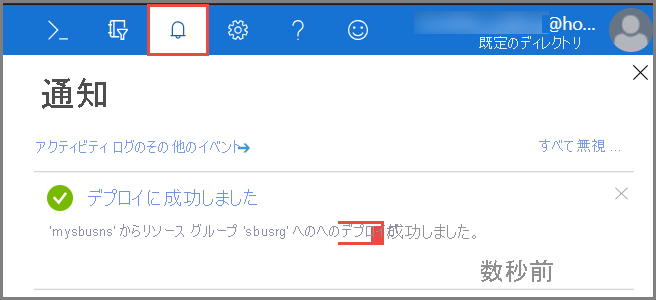 @ho...
既定のディレクトリ
通知
アクティビティ ログのその他のイベント
すべて無視 ...
デプロイに成功しました
'mysbusns' からリソース グループ 'sbusrg' へのへのデプロイが成功しました。
数秒前